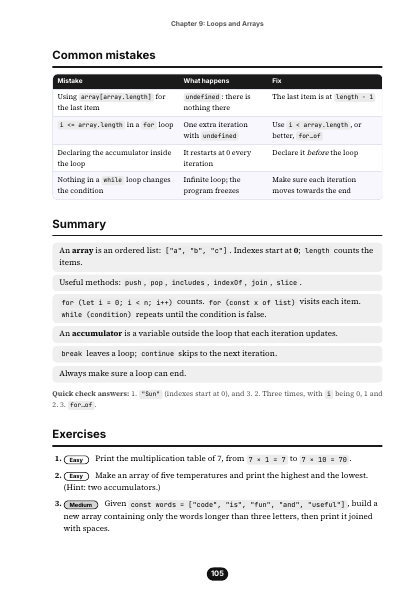 Chapter 9: Loops and Arrays
Common mistakes
Mistake What happens Fix
Using array[array.length] for the last item undefined: there is nothing there The last item is at length - 1
i <= array.length in a for loop One extra iteration with undefined Use i < array.length, or better, for…of
Declaring the accumulator inside the loop It restarts at 0 every iteration Declare it before the loop
Nothing in a while loop changes the condition Infinite loop; the program freezes Make sure each iteration moves towards the end
Summary
An array is an ordered list: ["a", "b", "c"]. Indexes start at 0; length counts the
items.
Useful methods: push, pop, includes, indexOf, join, slice.
for (let i = 0; i < n; i++) counts. for (const x of list) visits each item.
while (condition) repeats until the condition is false.
An accumulator is a variable outside the loop that each iteration updates.
break leaves a loop; continue skips to the next iteration.
Always make sure a loop can end.
Quick check answers: 1. "Sun" (indexes start at 0), and 3. 2. Three times, with i being 0, 1 and
2. 3. for…of.
Exercises
1. Easy Print the multiplication table of 7, from 7 × 1 = 7 to 7 × 10 = 70.
2. Easy Make an array of five temperatures and print the highest and the lowest.
(Hint: two accumulators.)
3. Medium Given const words = ["code", "is", "fun", "and", "useful"], build a
new array containing only the words longer than three letters, then print it joined
with spaces.
105